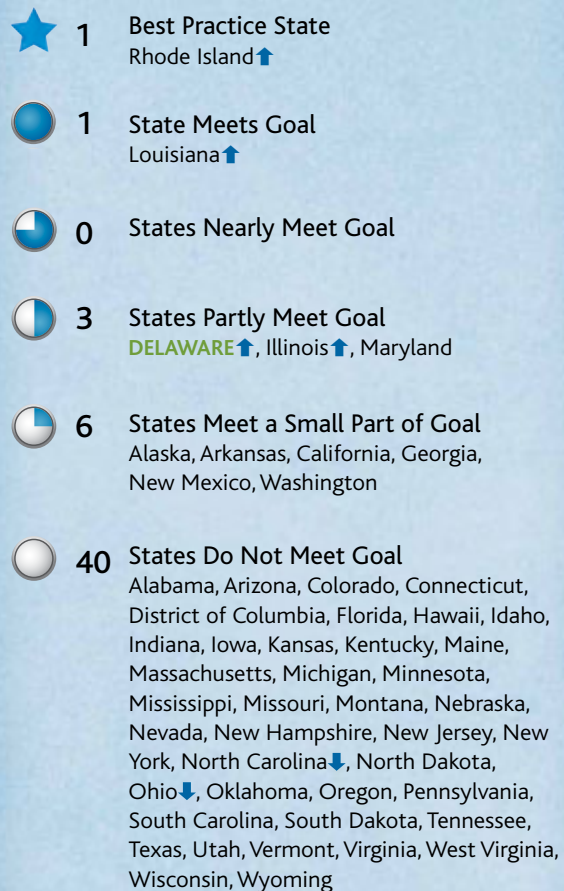 1 Best Practice State
Rhode Island⬆
1 State Meets Goal
Louisiana⬆
0 States Nearly Meet Goal
3 States Partly Meet Goal
DELAWARE⬆, Illinois⬆, Maryland
6 States Meet a Small Part of Goal
Alaska, Arkansas, California, Georgia,
New Mexico, Washington
40 States Do Not Meet Goal
Alabama, Arizona, Colorado, Connecticut,
District of Columbia, Florida, Hawaii, Idaho,
Indiana, Iowa, Kansas, Kentucky, Maine,
Massachusetts, Michigan, Minnesota,
Mississippi, Missouri, Montana, Nebraska,
Nevada, New Hampshire, New Jersey, New
York, North Carolina⬇, North Dakota,
Ohio⬇, Oklahoma, Oregon, Pennsylvania,
South Carolina, South Dakota, Tennessee,
Texas, Utah, Vermont, Virginia, West Virginia,
Wisconsin, Wyoming